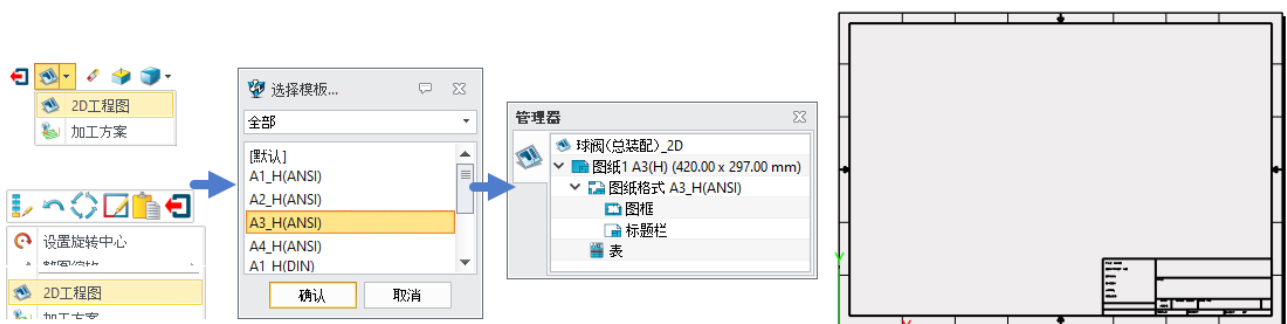 2D工程图
加工方案
设置旋转中心
2D工程图
加工方案
选择模板...
全部
[默认]
A1_H(ANSI)
A2_H(ANSI)
A3_H(ANSI)
A4_H(ANSI)
A1_H(DIN)
确认
取消
管理器
球阀(总装配)_2D
图纸1 A3(H) (420.00 x 297.00 mm)
图纸格式 A3_H(ANSI)
图框
标题栏
表